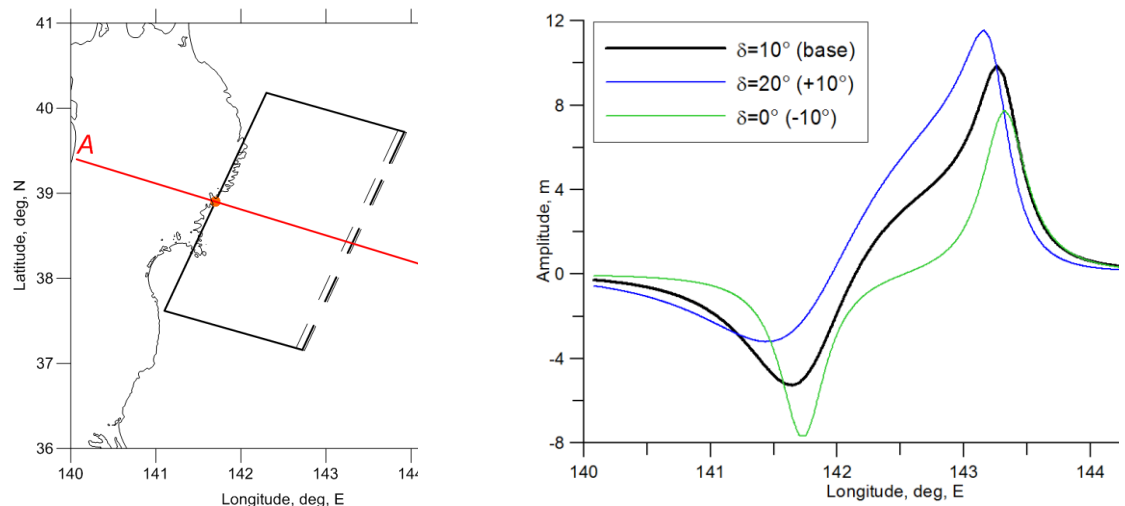 41
40
39
38
37
36
Latitude, deg, N
A
140
141
142
143
144
Longitude, deg, E
12
8
4
0
-4
-8
Amplitude, m
δ=10° (base)
δ=20° (+10°)
δ=0° (-10°)
140
141
142
143
144
Longitude, deg, E